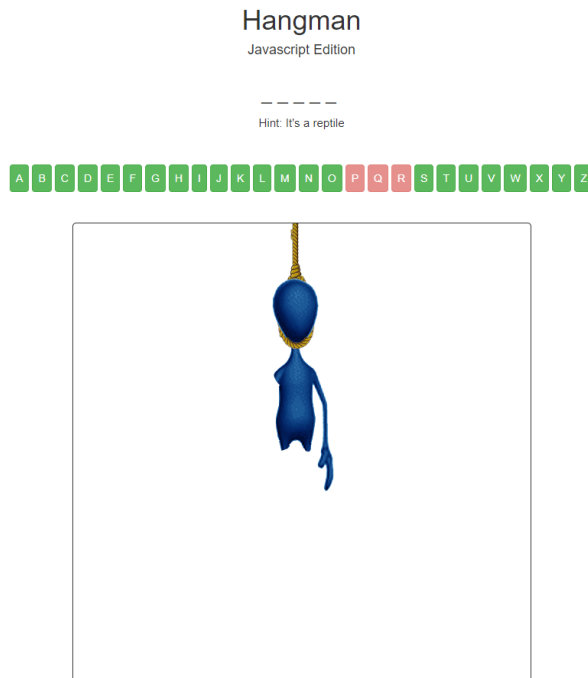 Hangman
Javascript Edition
_ _ _ _ _
Hint: It's a reptile
A B C D E F G H I J K L M N O P Q R S T U V W X Y Z